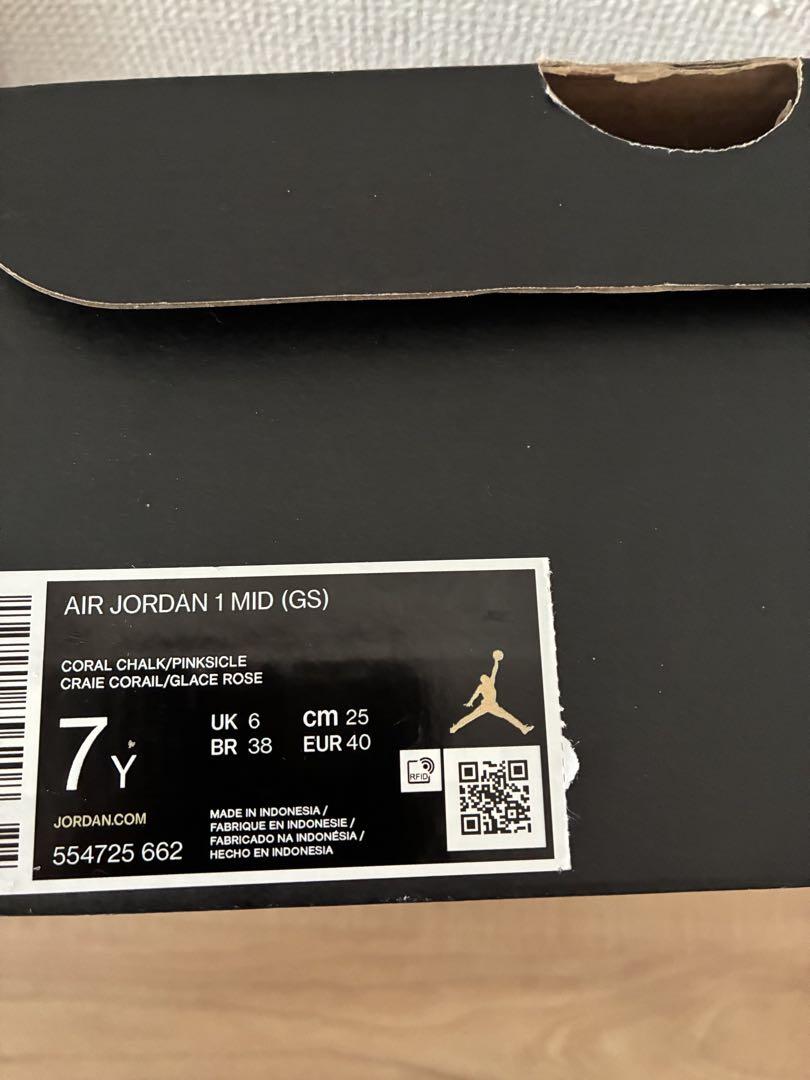 AIR JORDAN 1 MID (GS)
CORAL CHALK/PINKSICLE
CRAIE CORAIL/GLACE ROSE
7Y
UK 6 cm 25
BR 38 EUR 40
RFID
JORDAN.COM
554725 662
MADE IN INDONESIA /
FABRIQUE EN INDONESIE /
FABRICADO NA INDONÉSIA /
HECHO EN INDONESIA